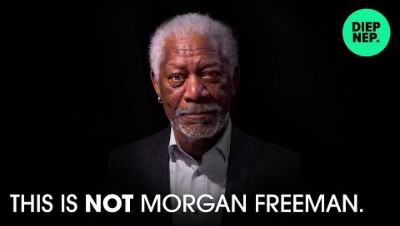 DIEP
NEP.
THIS IS NOT MORGAN FREEMAN.